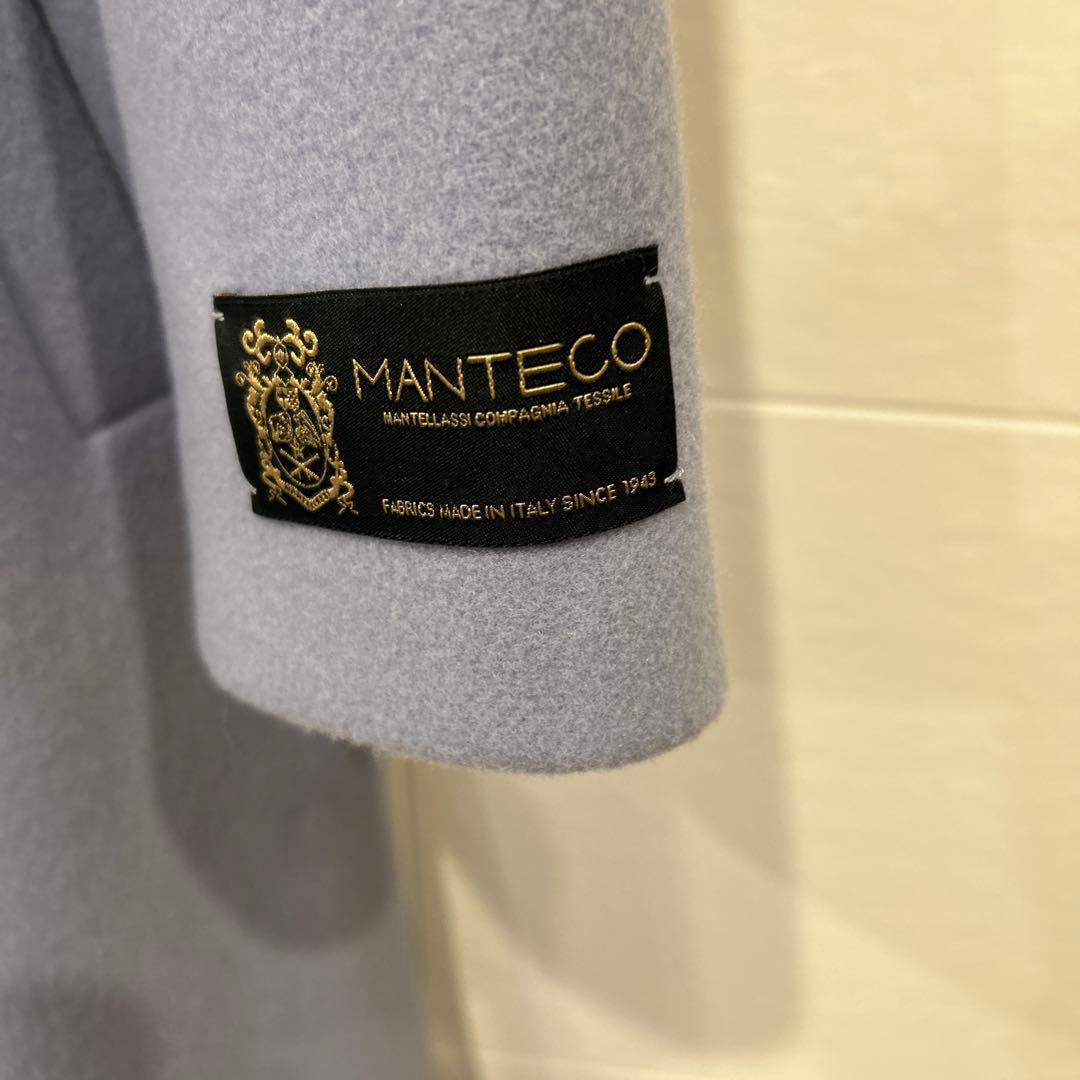 MANTECO
MANTELLASSI COMPAGNIA TESSILE
FABRICS MADE IN ITALY SINCE 1943